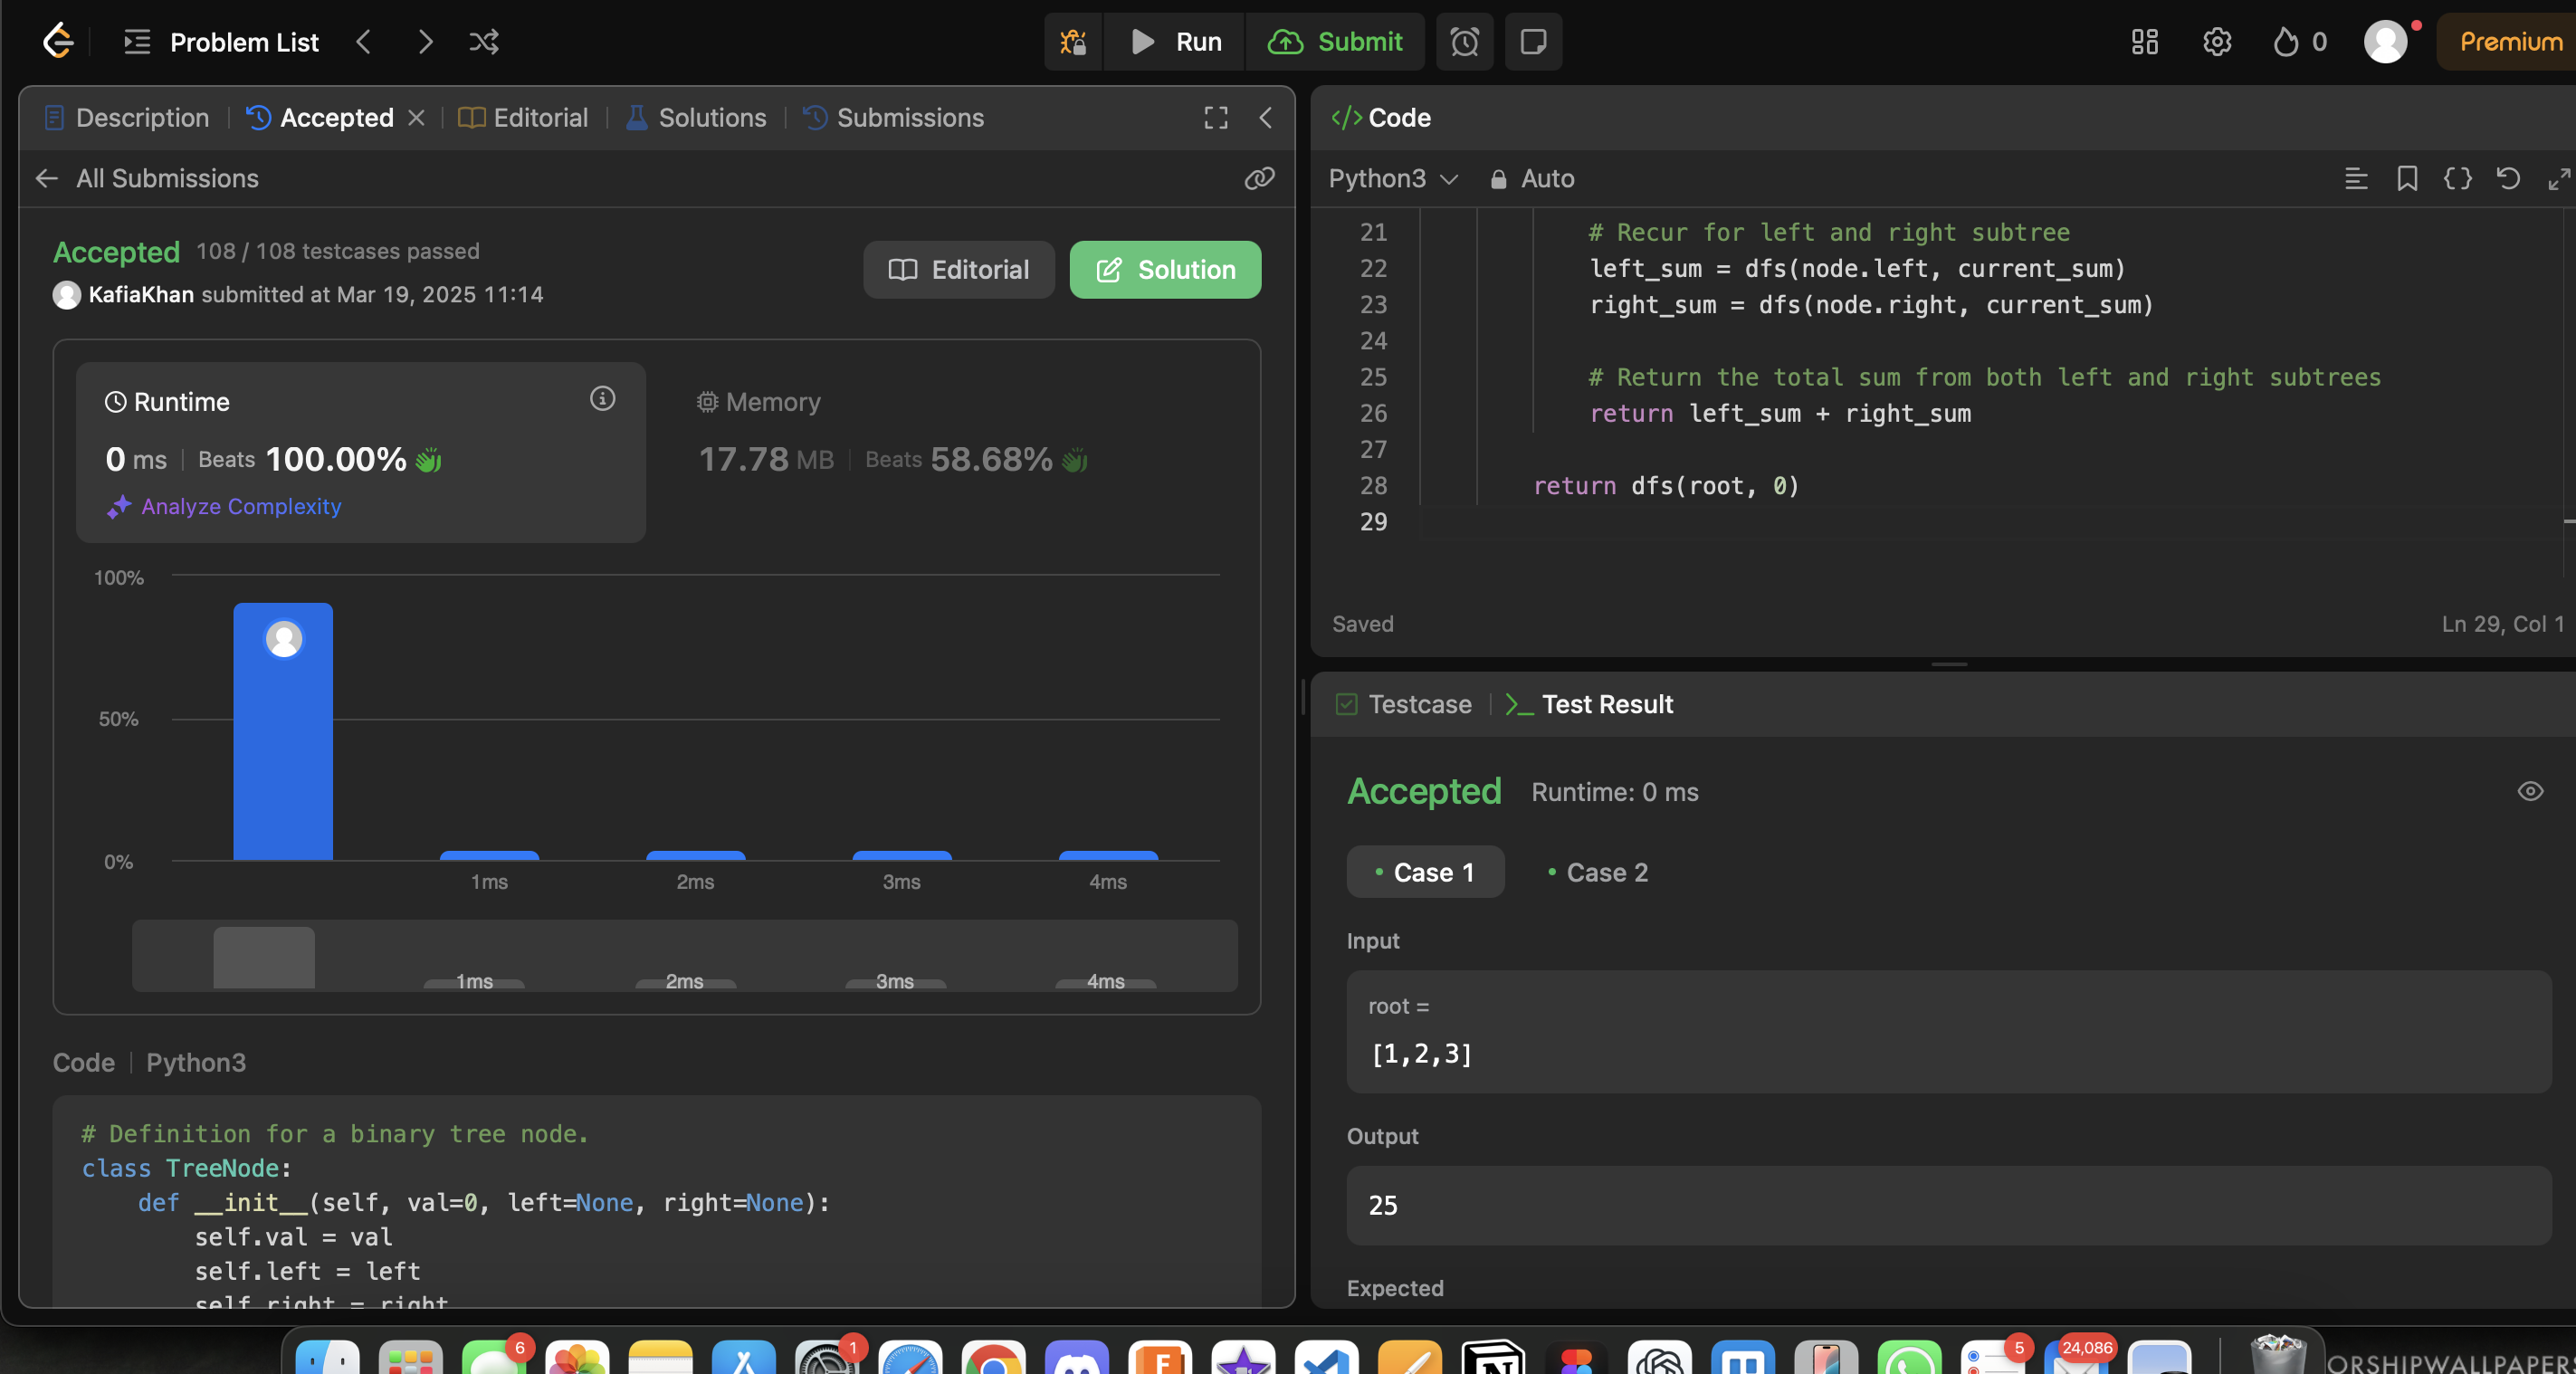 Problem List
Run
Submit
0
Premium
Description
Accepted
Editorial
Solutions
Submissions
All Submissions
Accepted 108 / 108 testcases passed
KafiaKhan submitted at Mar 19, 2025 11:14
Editorial
Solution
Runtime
0 ms Beats 100.00%
Analyze Complexity
Memory
17.78 MB Beats 58.68%
100%
50%
0%
1ms 2ms 3ms 4ms
1ms 2ms 3ms 4ms
Code Python3
# Definition for a binary tree node.
class TreeNode:
def __init__(self, val=0, left=None, right=None):
self.val = val
self.left = left
self.right = right
</> Code
Python3 Auto
21 # Recur for left and right subtree
22 left_sum = dfs(node.left, current_sum)
23 right_sum = dfs(node.right, current_sum)
24
25 # Return the total sum from both left and right subtrees
26 return left_sum + right_sum
27
28 return dfs(root, 0)
29
Saved
Ln 29, Col 1
Testcase
Test Result
Accepted Runtime: 0 ms
Case 1
Case 2
Input
root =
[1,2,3]
Output
25
Expected
6
1
5
24,086
ORSHIPWALLPAPERS